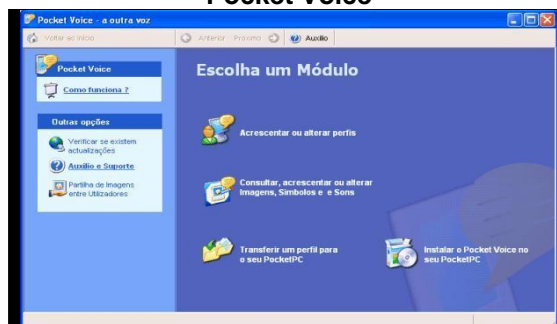 Pocket Voice
Pocket Voice - a outra voz
Voltar ao início
Anterior Próximo Auxílio
Pocket Voice
Como funciona ?
Outras opções
Verificar se existem
actualizações
Auxílio e Suporte
Partilha de Imagens
entre Utilizadores
Escolha um Módulo
Acrescentar ou alterar perfis
Consultar, acrescentar ou alterar
Imagens, Símbolos e e Sons
Transferir um perfil para
o seu PocketPC
Instalar o Pocket Voice no
seu PocketPC